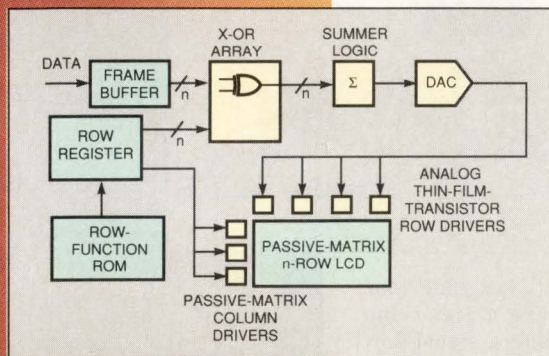 X-OR
ARRAY
SUMMER
LOGIC
DATA
FRAME
BUFFER
n
n
Σ
DAC
ROW
REGISTER
n
ANALOG
THIN-FILM-
TRANSISTOR
ROW DRIVERS
ROW-
FUNCTION
ROM
PASSIVE-MATRIX
n-ROW LCD
PASSIVE-MATRIX
COLUMN
DRIVERS